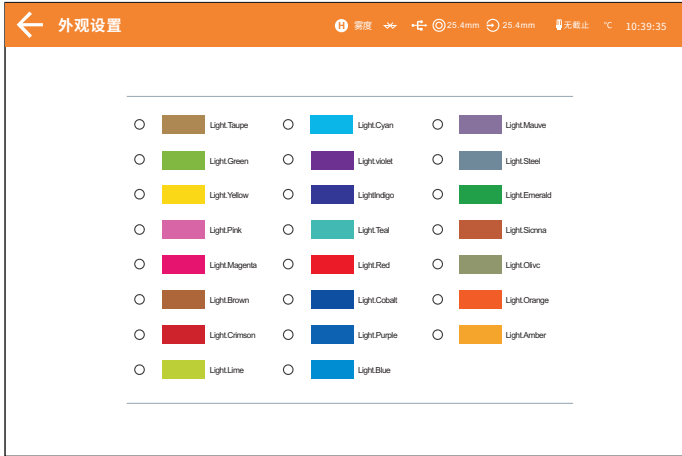 外观设置 H 雾度 25.4mm 25.4mm 无截止 ℃ 10:39:35
Light.Taupe Light.Cyan Light.Mauve
Light.Green Light.violet Light.Steel
Light.Yellow LightIndigo Light.Emerald
Light.Pink Light.Teal Light.Sicnna
Light.Magenta Light.Red Light.Olivc
Light.Brown Light.Cobalt Light.Orange
Light.Crimson Light.Purple Light.Amber
Light.Lime Light.Blue